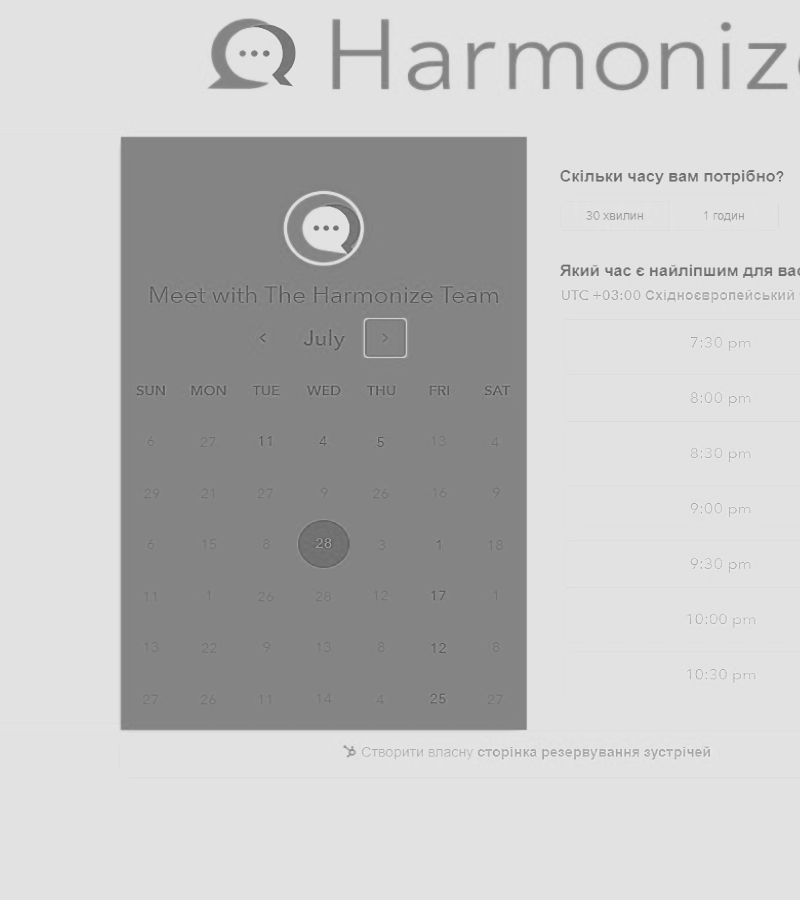 Harmoniz
Meet with The Harmonize Team
July
SUN MON TUE WED THU FRI SAT
6 27 11 4 5 13 4
29 21 27 9 26 16 9
6 15 8 28 3 1 18
11 1 26 28 12 17 1
13 22 9 13 8 12 8
27 26 11 14 4 25 27
Скільки часу вам потрібно?
30 хвилин 1 годин
Який час є найліпшим для вас
UTC +03:00 Східноєвропейський
7:30 pm
8:00 pm
8:30 pm
9:00 pm
9:30 pm
10:00 pm
10:30 pm
Створити власну сторінка резервування зустрічей